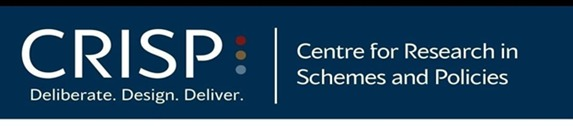 CRISP
Deliberate. Design. Deliver.
Centre for Research in
Schemes and Policies